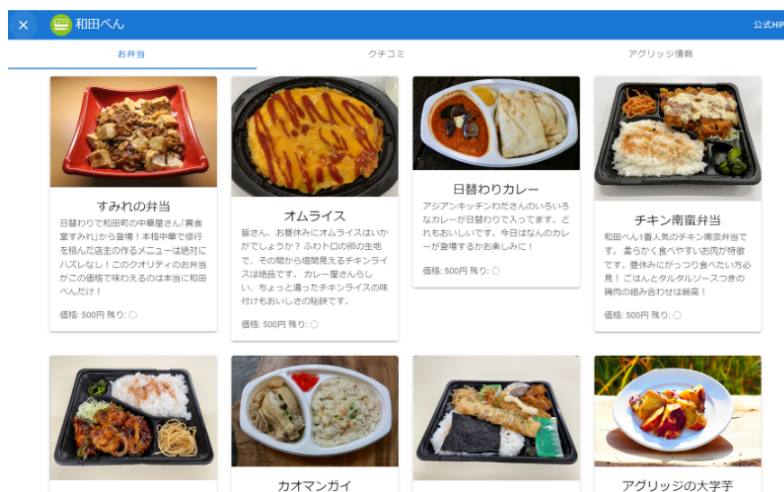 和田べん
公式HP
お弁当
クチコミ
アグリッジ情報
すみれの弁当
日替わりで和田町の中華屋さん「美食
室すみれ」から登場！本格中華で修行
を積んだ店主の作るメニューは絶対に
ハズレなし！このクオリティのお弁当
がこの価格で味わえるのは本当に和田
べんだけ！
価格: 500円 残り: ○
オムライス
皆さん、お昼休みにオムライスはいか
がでしょうか？ふわトロの卵の生地
で、その間から垣間見えるチキンライ
スは絶品です。 カレー屋さんらし
い、ちょっと違ったチキンライスの味
付けもおいしさの秘訣です。
価格: 500円 残り: ○
日替わりカレー
アジアンキッチンわださんのいろいろ
なカレーが日替わりで入ってます。ど
れもおいしいです。今日はなんのカレ
ーが登場するかお楽しみに！
価格: 500円 残り: ○
チキン南蛮弁当
和田べん1番人気のチキン南蛮弁当で
す。 柔らかく食べやすいお肉が特徴
です。昼休みにがっつり食べたい方必
見！ごはんとタルタルソースつきの
鶏肉の組み合わせは最高！
価格: 500円 残り: ○
カオマンガイ
アグリッジの大学芋